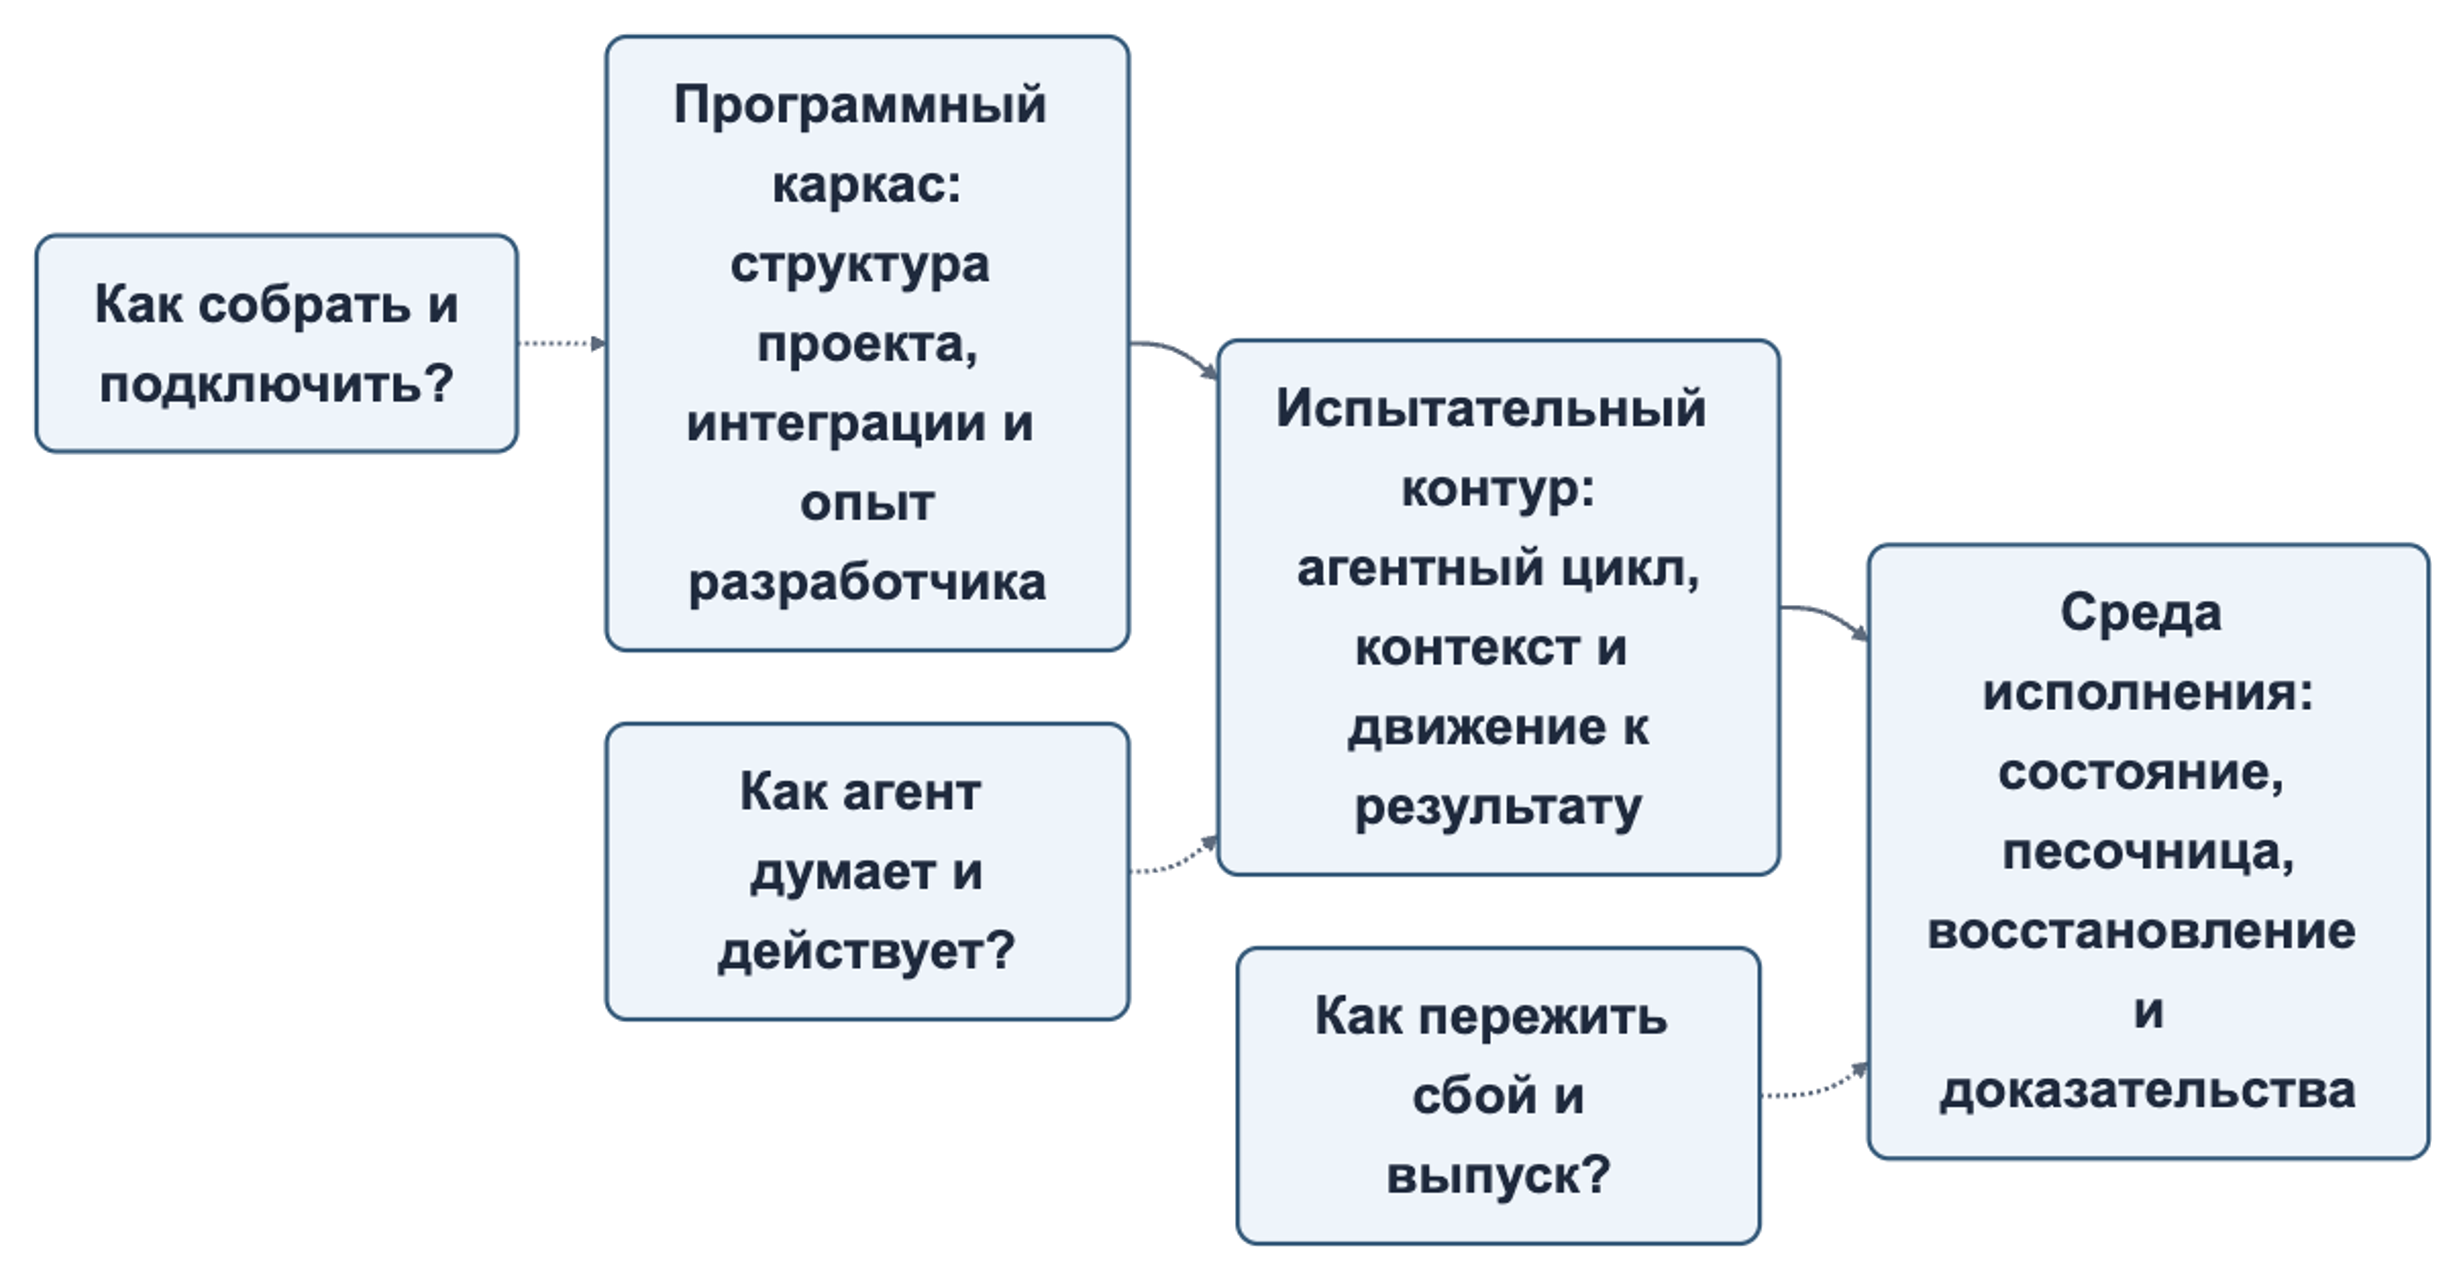 Как собрать и
подключить?
Программный
каркас:
структура
проекта,
интеграции и
опыт
разработчика
Как агент
думает и
действует?
Испытательный
контур:
агентный цикл,
контекст и
движение к
результату
Как пережить
сбой и
выпуск?
Среда
исполнения:
состояние,
песочница,
восстановление
и
доказательства